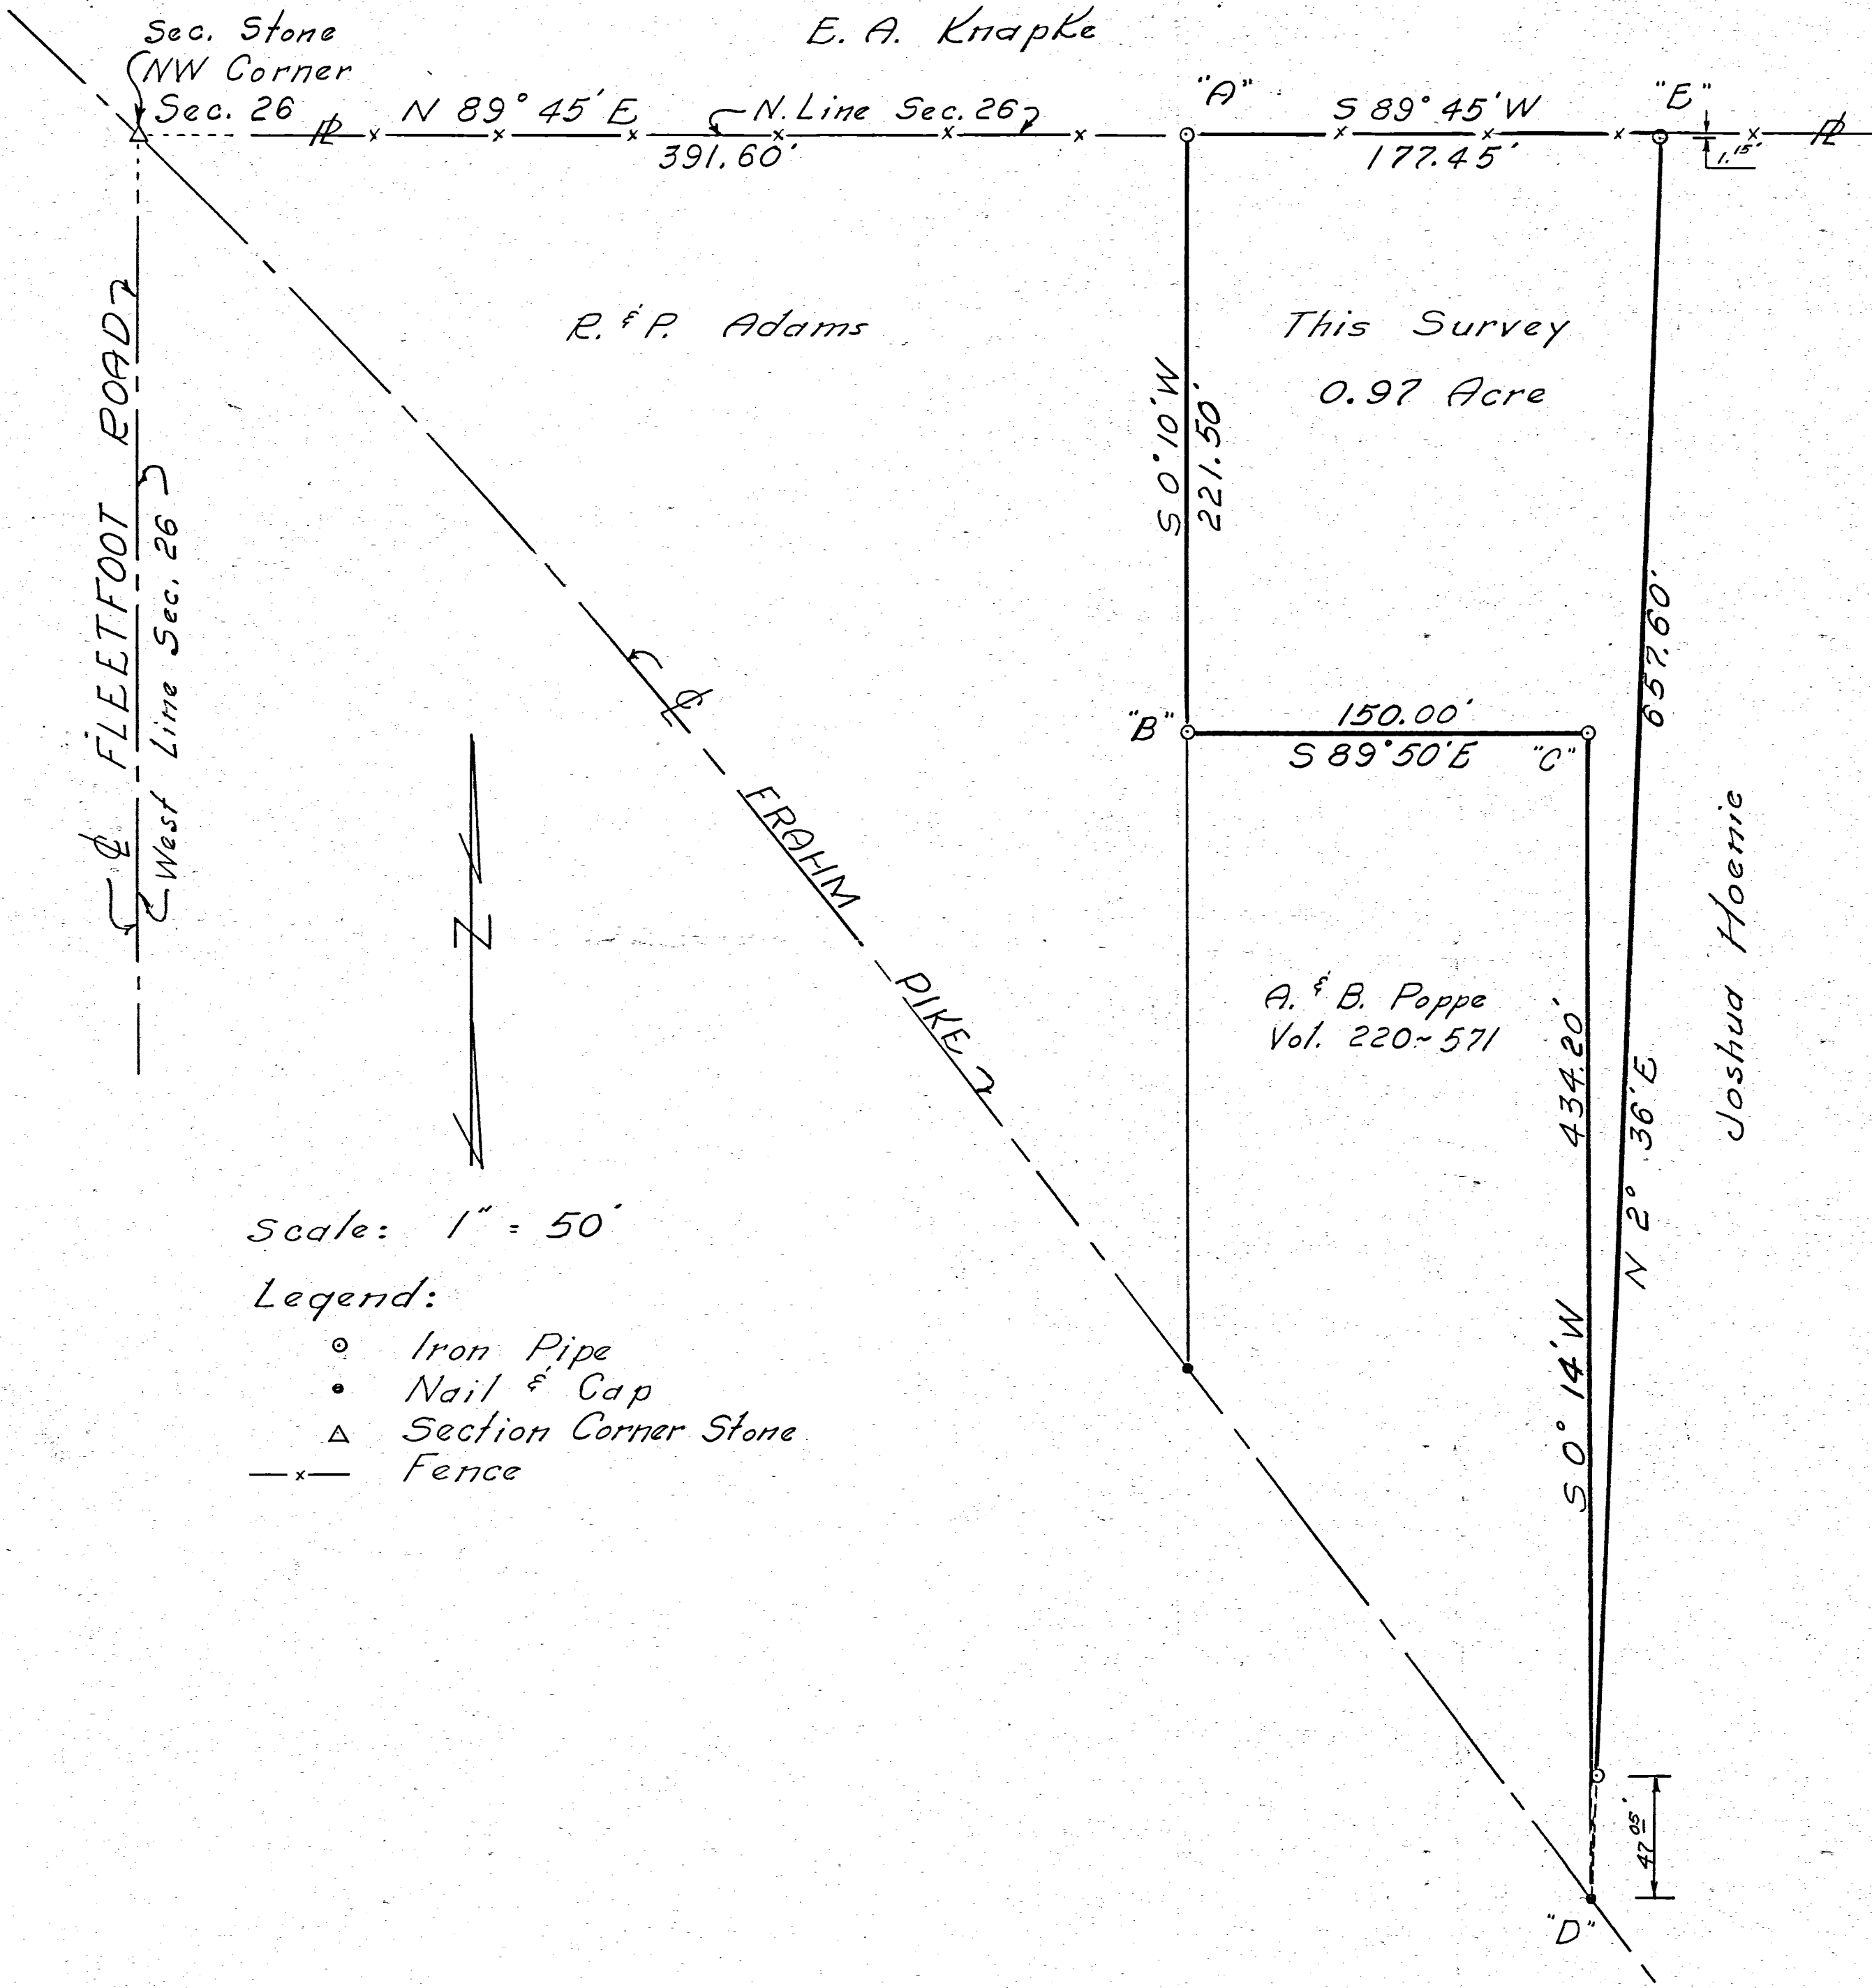 Sec. Stone
NW Corner
Sec. 26
E. A. Knapke
N 89° 45' E
N. Line Sec. 26
391.60'
"A"
S 89° 45' W
177.45'
"E"
1.15'
℄ FLEETFOOT ROAD
West Line Sec. 26
R. & P. Adams
This Survey
0.97 Acre
S 0° 10' W
221.50'
657.60'
N 2° 36' E
"B"
150.00'
S 89° 50' E
"C"
℄
FRAHM PIKE
N
A. & B. Poppe
Vol. 220~571
434.20'
S 0° 14' W
Joshua Hoenie
Scale: 1" = 50'
Legend:
Iron Pipe
Nail & Cap
Section Corner Stone
Fence
47.05'
"D"